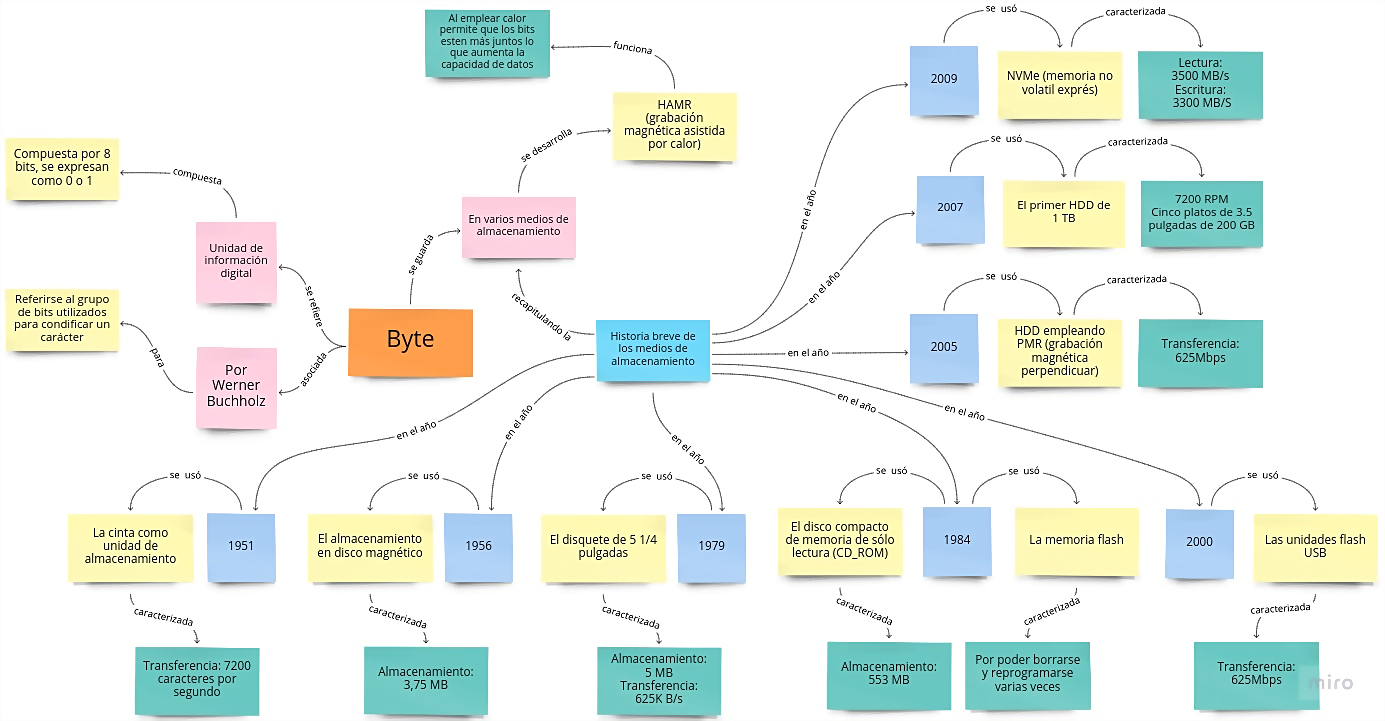 Al emplear calor
permite que los bits
esten más juntos lo
que aumenta la
capacidad de datos
funciona
HAMR
(grabación
magnética asistida
por calor)
se desarrolla
En varios medios de
almacenamiento
se guarda
recapitulando la
Compuesta por 8
bits, se expresan
como 0 o 1
compuesta
Unidad de
información
digital
se refiere
Referirse al grupo
de bits utilizados
para condificar un
carácter
para
Por
Werner
Buchholz
asociada
Byte
Historia breve de
los medios de
almacenamiento
en el año
2009
se usó
NVMe (memoria no
volatil exprés)
caracterizada
Lectura:
3500 MB/s
Escritura:
3300 MB/S
en el año
2007
se usó
El primer HDD de
1 TB
caracterizada
7200 RPM
Cinco platos de 3.5
pulgadas de 200 GB
en el año
2005
se usó
HDD empleando
PMR (grabación
magnética
perpendicuar)
caracterizada
Transferencia:
625Mbps
en el año
1951
se usó
La cinta como
unidad de
almacenamiento
caracterizada
Transferencia: 7200
caracteres por
segundo
en el año
1956
se usó
El almacenamiento
en disco magnético
caracterizada
Almacenamiento:
3,75 MB
en el año
1979
se usó
El disquete de 5 1/4
pulgadas
caracterizada
Almacenamiento:
5 MB
Transferencia:
625K B/s
en el año
1984
se usó
El disco compacto
de memoria de sólo
lectura (CD_ROM)
caracterizada
Almacenamiento:
553 MB
se usó
La memoria flash
caracterizada
Por poder borrarse
y reprogramarse
varias veces
en el año
2000
se usó
Las unidades flash
USB
caracterizada
Transferencia:
625Mbps
miro